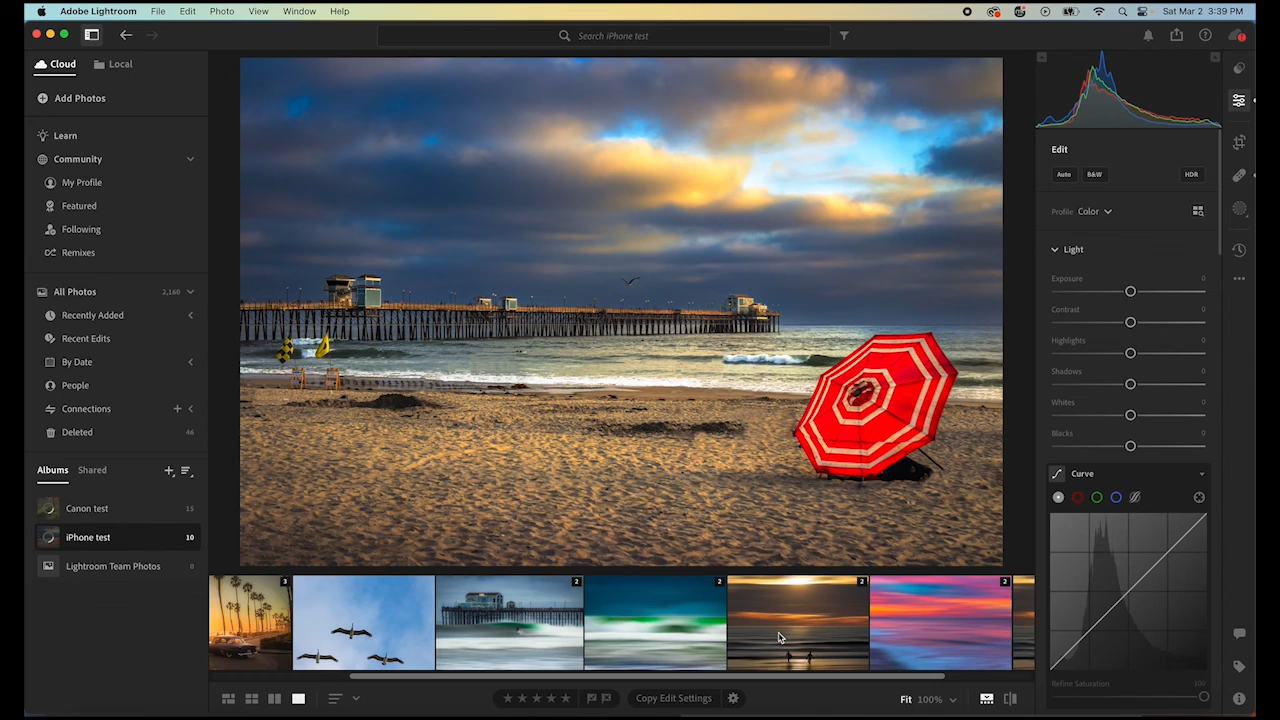 Adobe Lightroom File Edit Photo View Window Help Sat Mar 2 3:39 PM
Search iPhone test
Cloud Local
Add Photos
Learn
Community
My Profile
Featured
Following
Remixes
All Photos 2,160
Recently Added
Recent Edits
By Date
People
Connections
Deleted 46
Albums Shared
Canon test 15
iPhone test 10
Lightroom Team Photos 0
3 2 2 2 2
Fit 100%
Copy Edit Settings
Edit
Auto B&W HDR
Profile Color
Light
Exposure 0
Contrast 0
Highlights 0
Shadows 0
Whites 0
Blacks 0
Curve
Refine Saturation 100